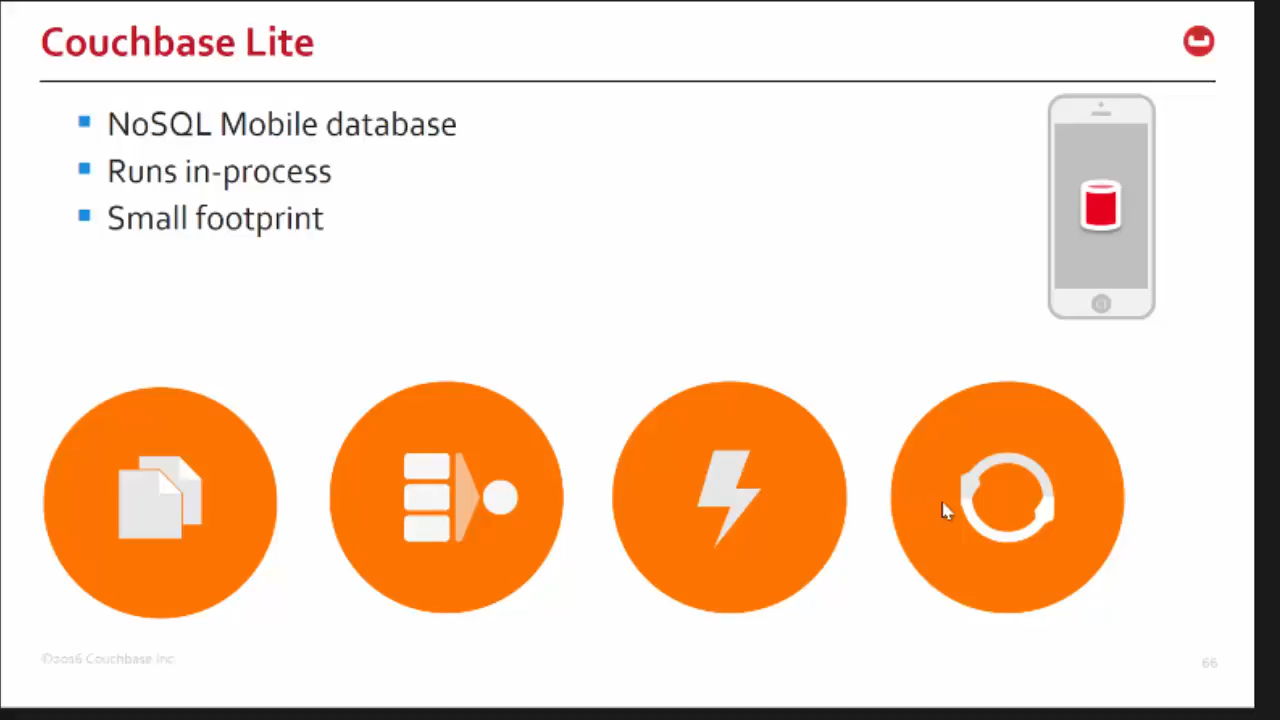 Couchbase Lite
NoSQL Mobile database
Runs in-process
Small footprint
©2016 Couchbase Inc.
66